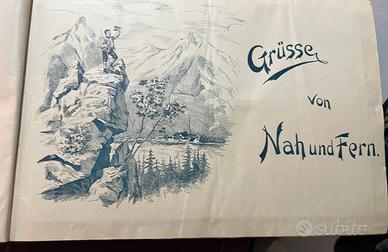 Grüsse
von
Nah und Fern.
subito